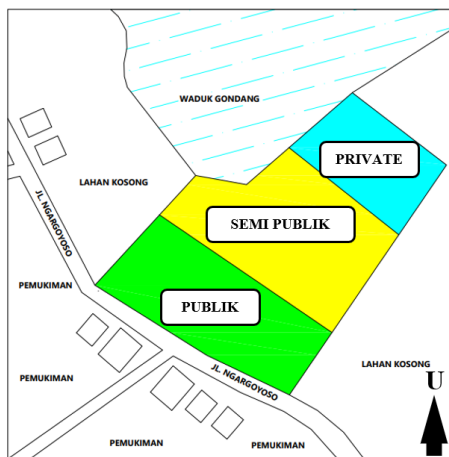 WADUK GONDANG
PRIVATE
LAHAN KOSONG
SEMI PUBLIK
JL. NGARGOYOSO
PEMUKIMAN
PUBLIK
LAHAN KOSONG
JL. NGARGOYOSO
PEMUKIMAN
U
PEMUKIMAN
PEMUKIMAN